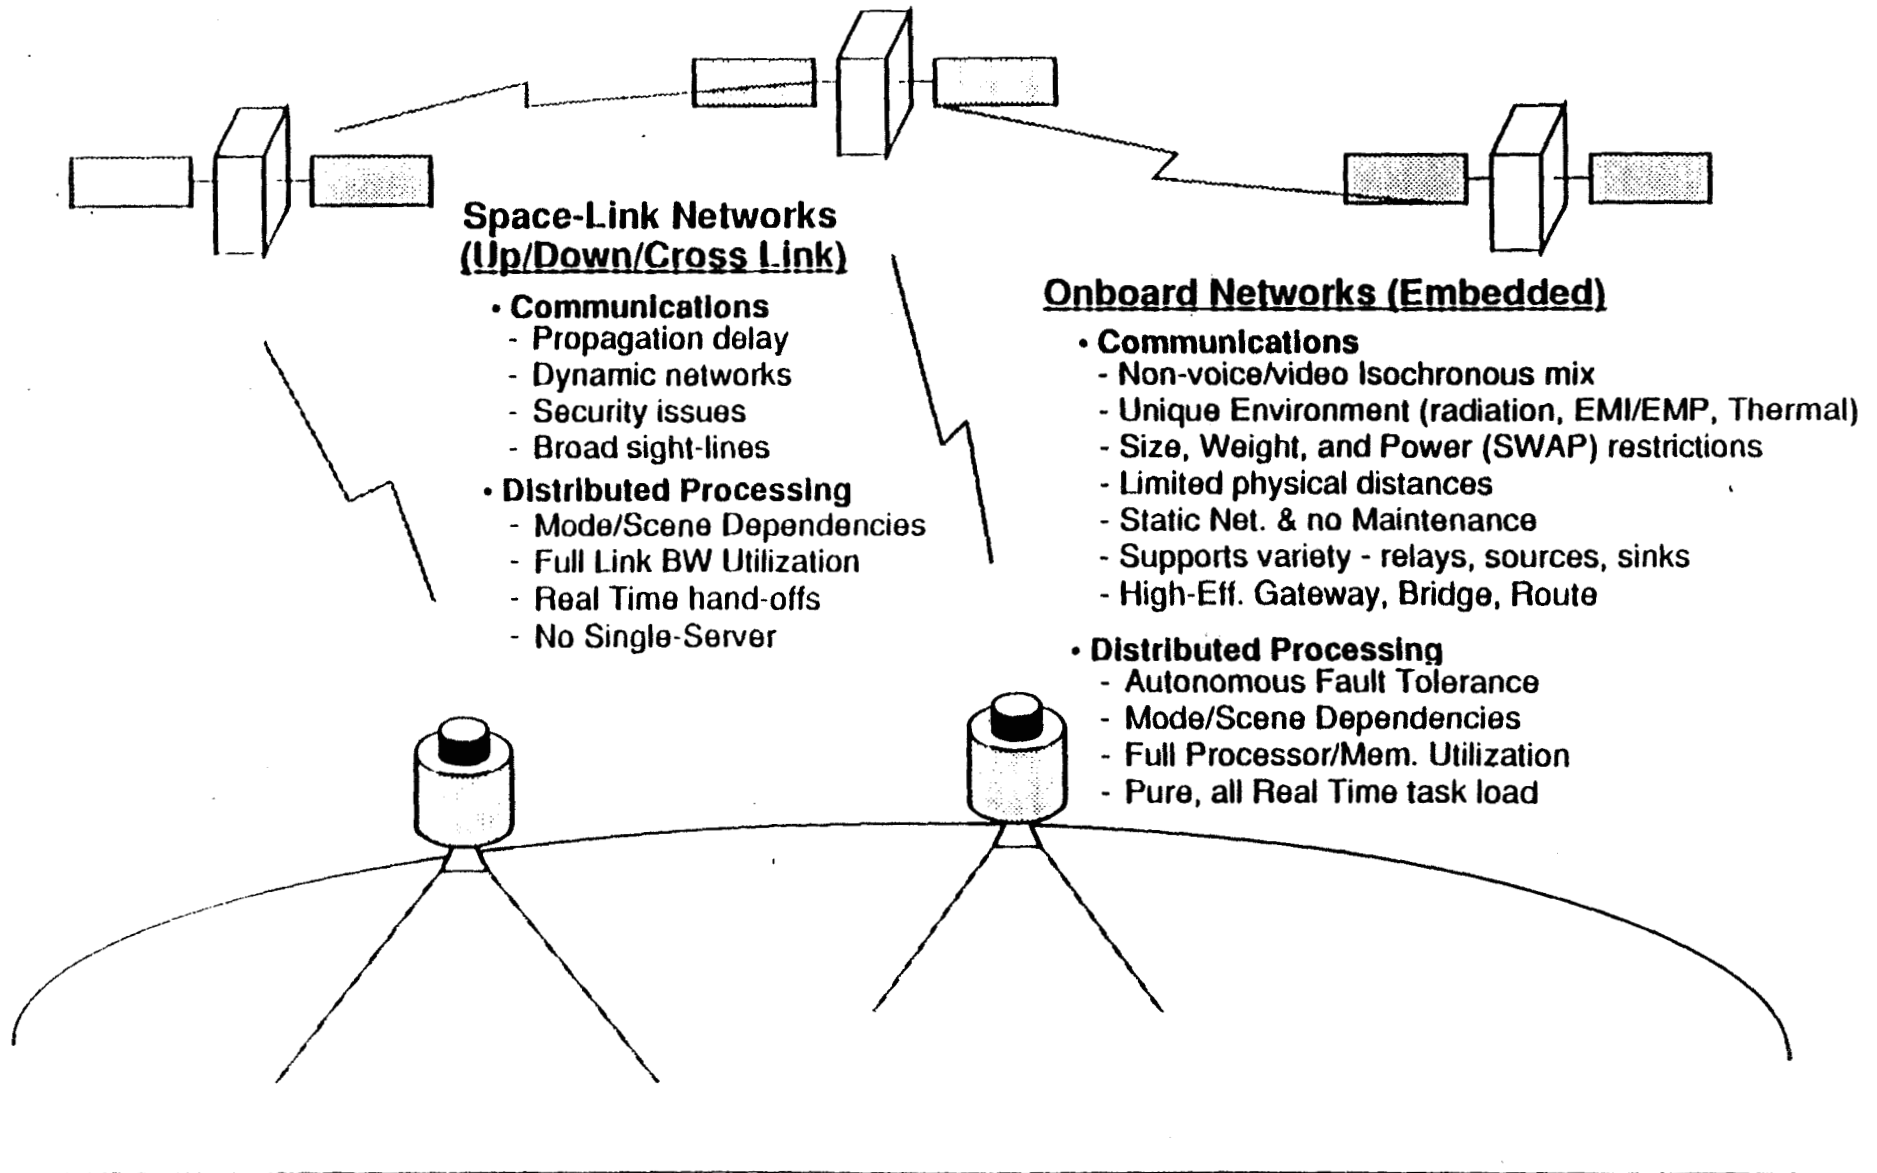 Space-Link Networks
(Up/Down/Cross Link)
• Communications
- Propagation delay
- Dynamic networks
- Security issues
- Broad sight-lines
• Distributed Processing
- Mode/Scene Dependencies
- Full Link BW Utilization
- Real Time hand-offs
- No Single-Server
Onboard Networks (Embedded)
• Communications
- Non-voice/video Isochronous mix
- Unique Environment (radiation, EMI/EMP, Thermal)
- Size, Weight, and Power (SWAP) restrictions
- Limited physical distances
- Static Net. & no Maintenance
- Supports variety - relays, sources, sinks
- High-Eff. Gateway, Bridge, Route
• Distributed Processing
- Autonomous Fault Tolerance
- Mode/Scene Dependencies
- Full Processor/Mem. Utilization
- Pure, all Real Time task load